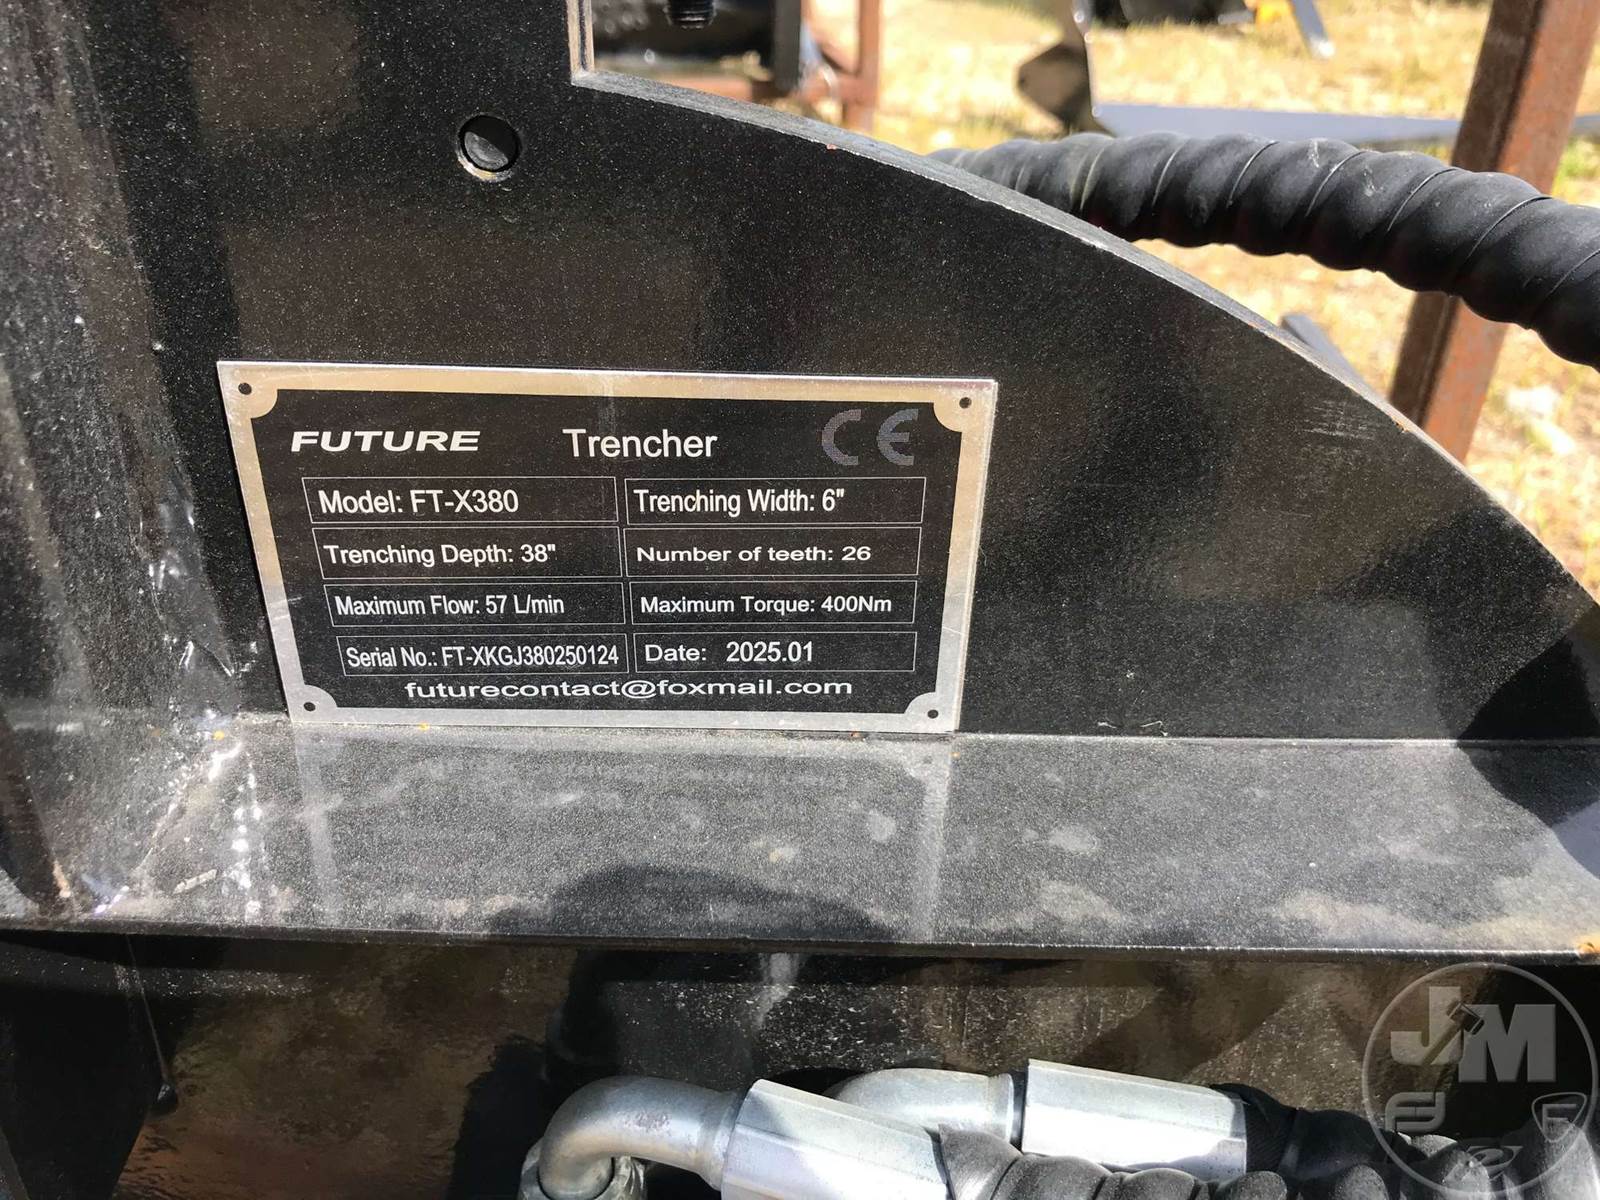 FUTURE Trencher CE
Model: FT-X380 Trenching Width: 6"
Trenching Depth: 38" Number of teeth: 26
Maximum Flow: 57 L/min Maximum Torque: 400Nm
Serial No.: FT-XKGJ380250124 Date: 2025.01
futurecontact@foxmail.com
JM